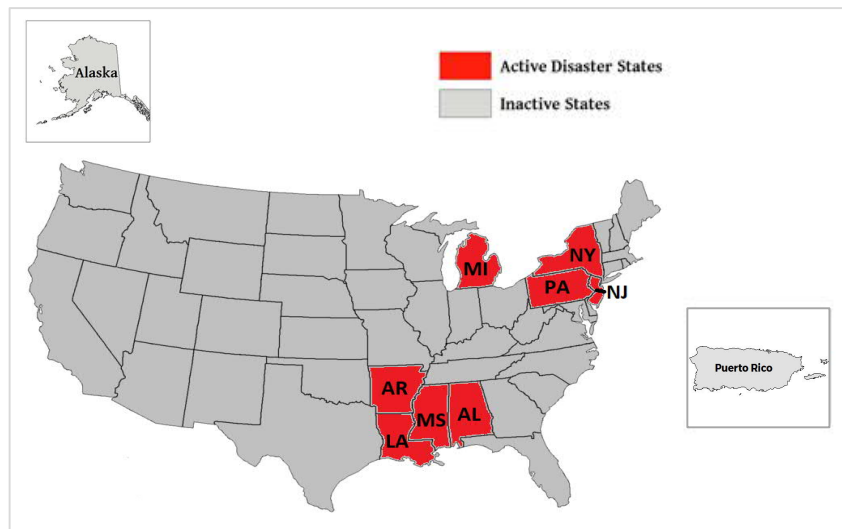 Alaska
Active Disaster States
Inactive States
MI
NY
PA
NJ
AR
MS
AL
LA
Puerto Rico